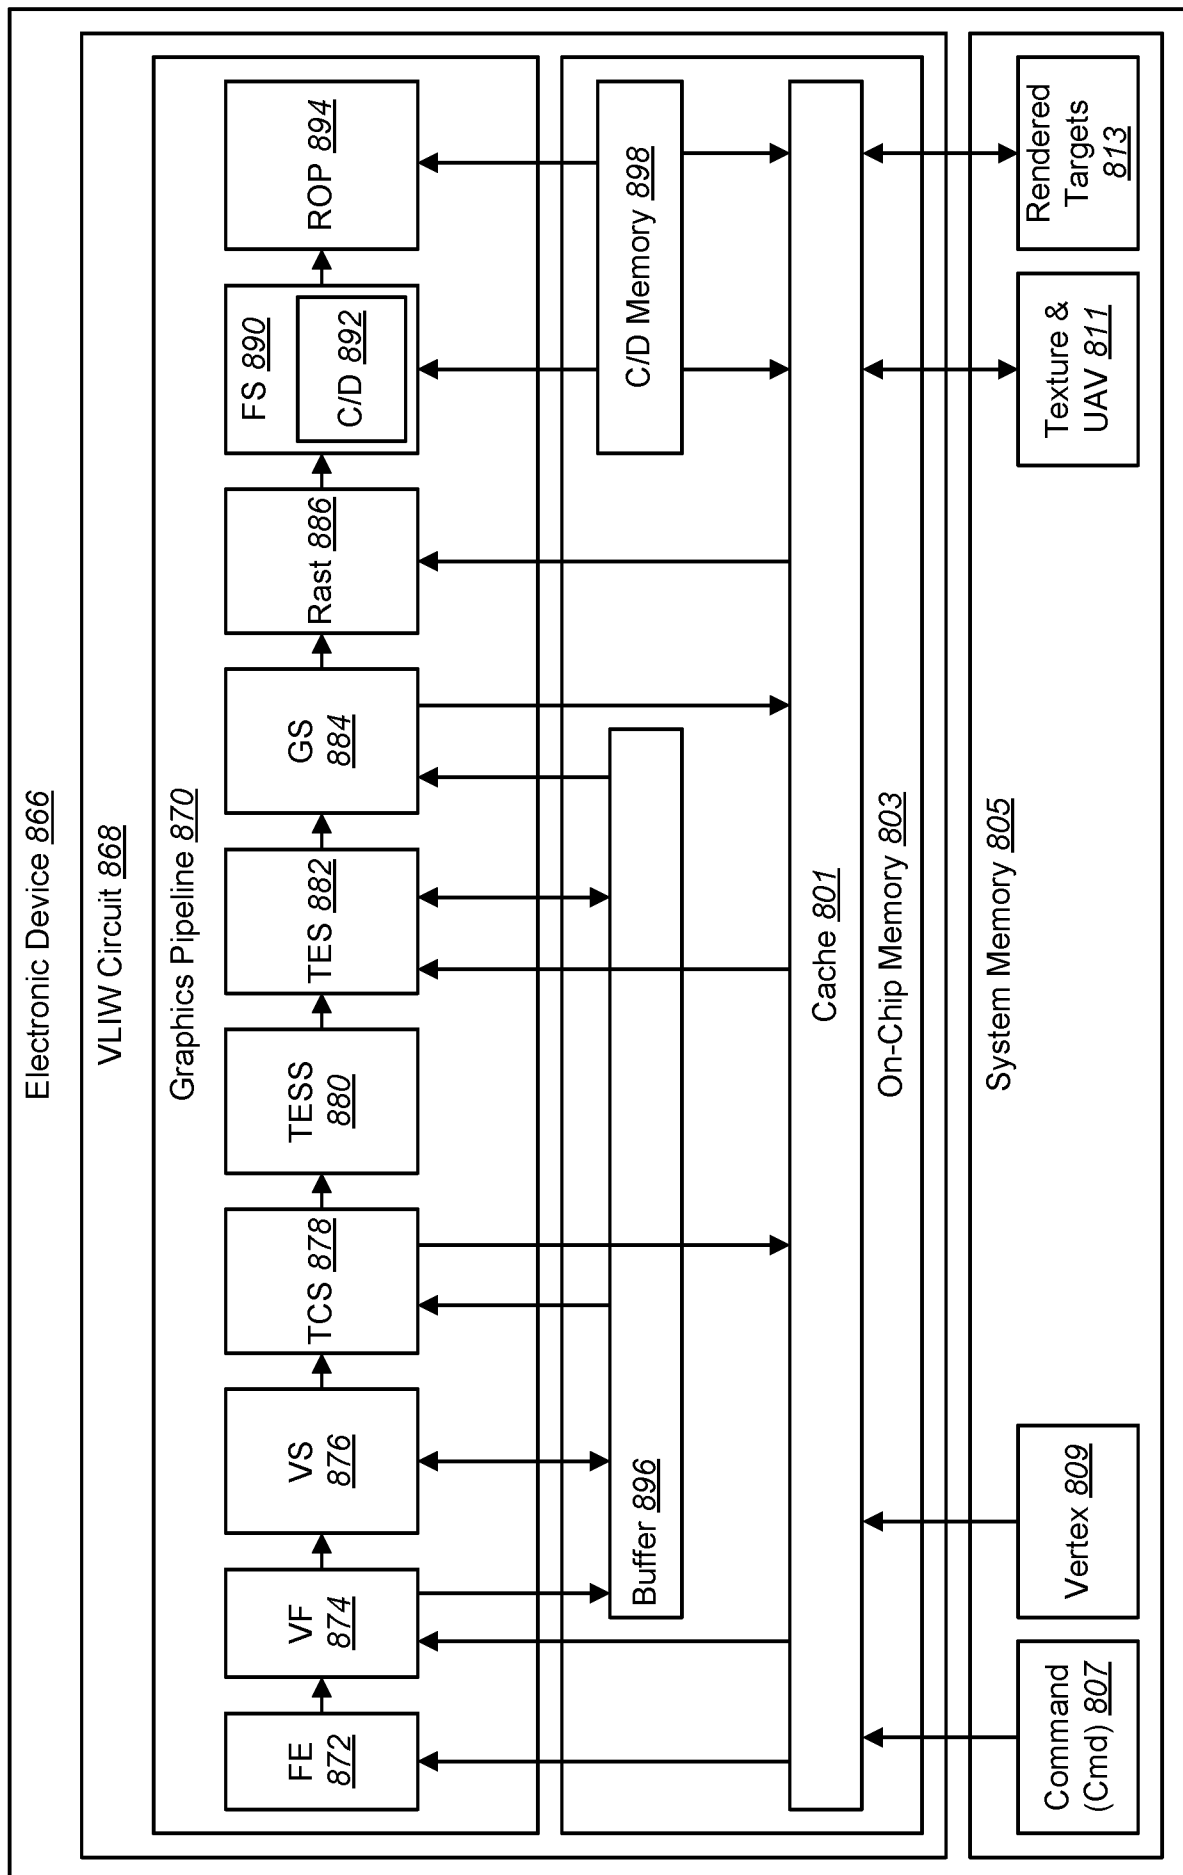 Electronic Device 866
VLIW Circuit 868
Graphics Pipeline 870
FE
872
VF
874
VS
876
TCS 878
TESS
880
TES 882
GS
884
Rast 886
FS 890
C/D 892
ROP 894
Buffer 896
C/D Memory 898
Cache 801
On-Chip Memory 803
System Memory 805
Command
(Cmd) 807
Vertex 809
Texture &
UAV 811
Rendered
Targets
813